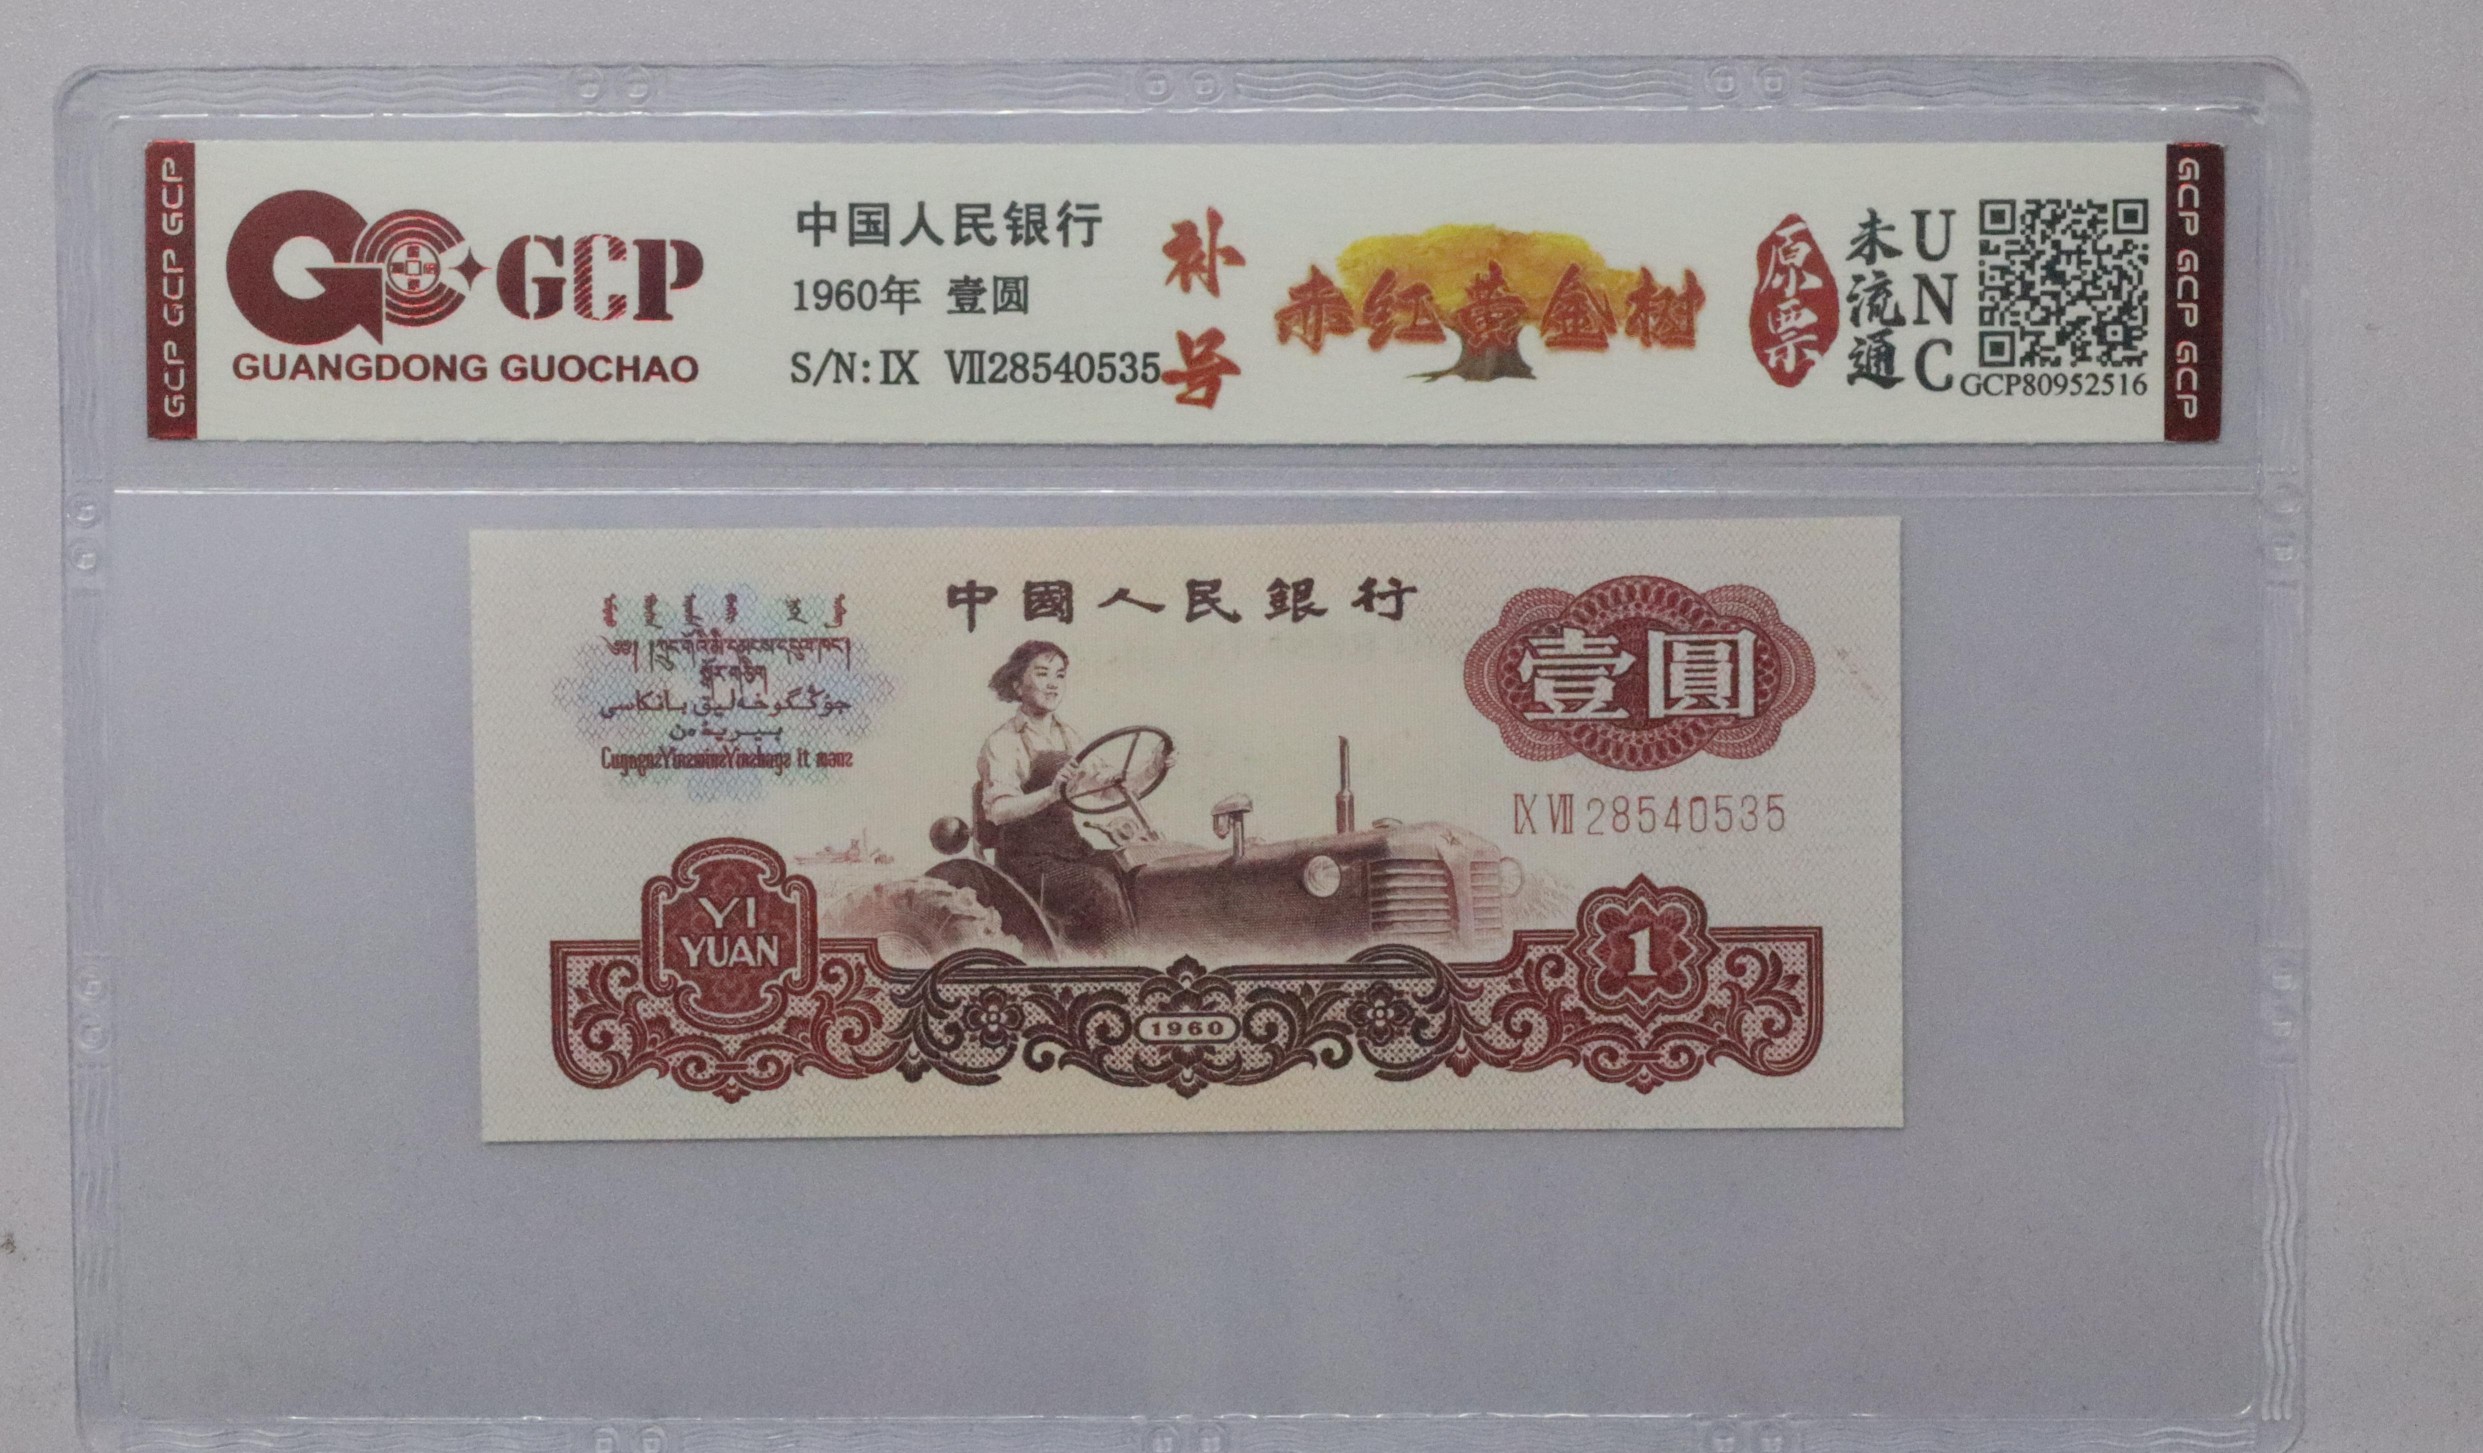 GCP GCP GCP
GCP
GUANGDONG GUOCHAO
中国人民银行
1960年 壹圆
S/N: IX VII28540535
补号
赤红黄金树
原票
未流通
UNC
GCP80952516
GCP GCP GCP
中國人民銀行
壹圓
IX VII 28540535
YI
YUAN
1
1960